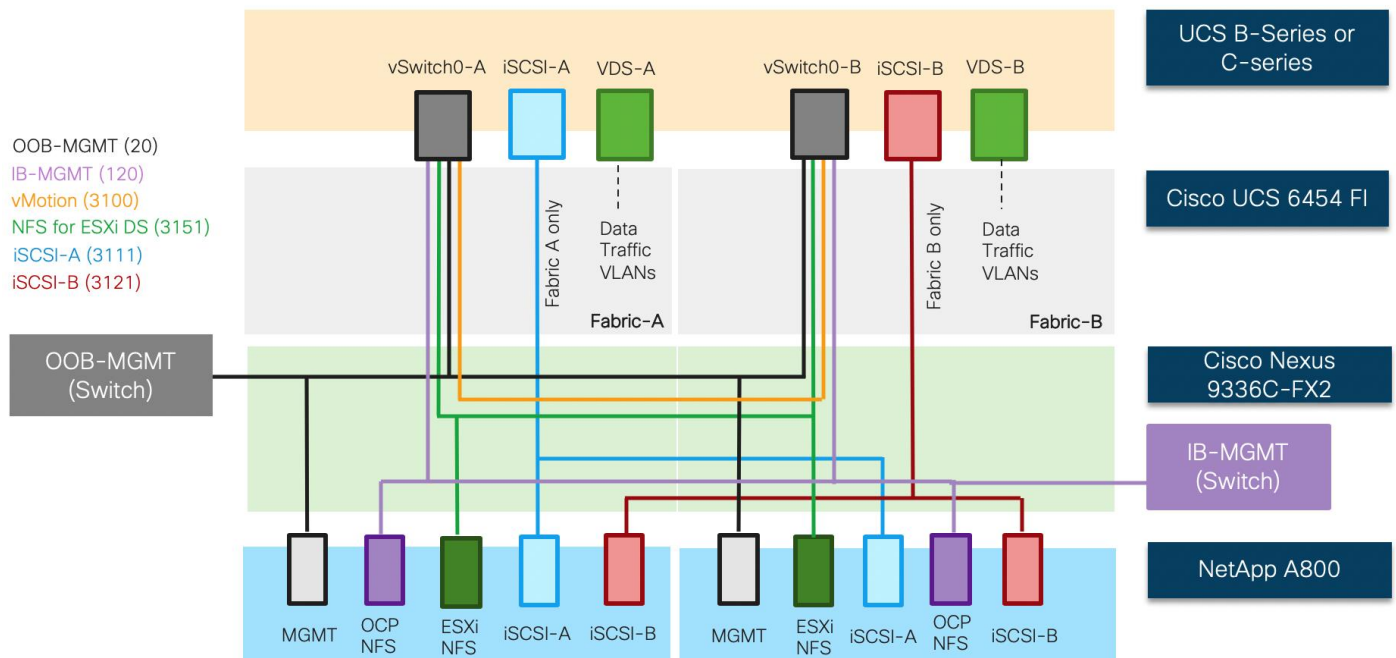 UCS B-Series or
C-series
vSwitch0-A
iSCSI-A
VDS-A
vSwitch0-B
iSCSI-B
VDS-B
OOB-MGMT (20)
IB-MGMT (120)
vMotion (3100)
NFS for ESXi DS (3151)
iSCSI-A (3111)
iSCSI-B (3121)
Cisco UCS 6454 FI
Fabric A only
Data
Traffic
VLANs
Fabric-A
Fabric B only
Data
Traffic
VLANs
Fabric-B
OOB-MGMT
(Switch)
Cisco Nexus
9336C-FX2
IB-MGMT
(Switch)
NetApp A800
MGMT
OCP
NFS
ESXi
NFS
iSCSI-A
iSCSI-B
MGMT
ESXi
NFS
iSCSI-A
OCP
NFS
iSCSI-B